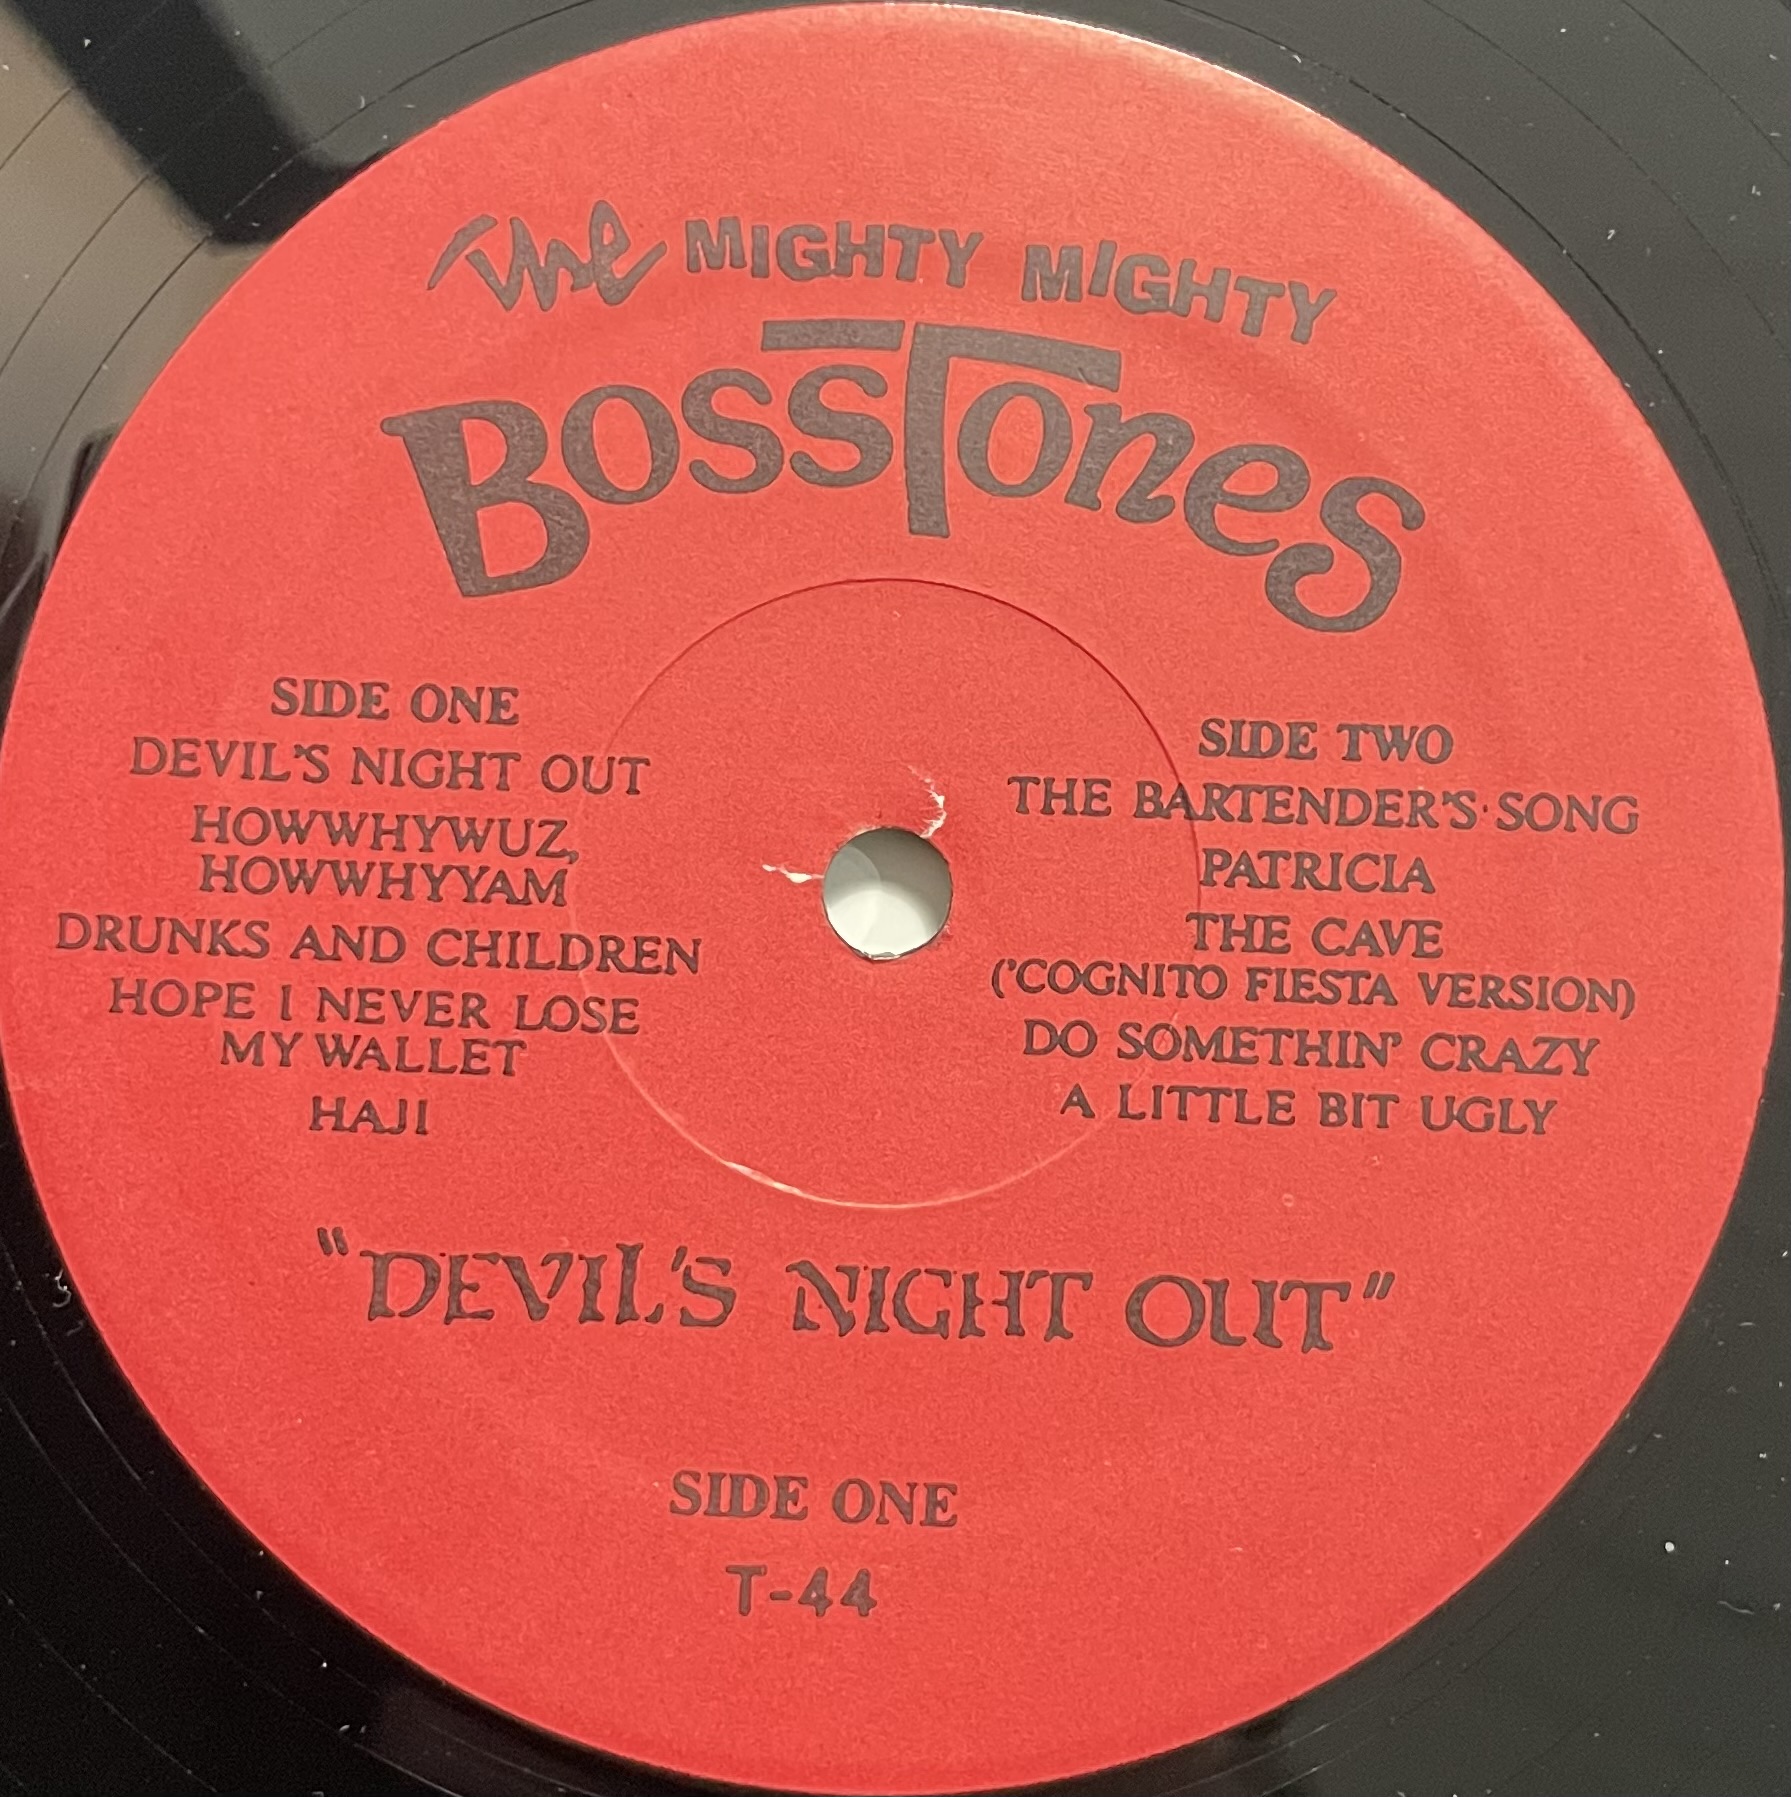 The MIGHTY MIGHTY
BossTones
SIDE ONE
DEVIL'S NIGHT OUT
HOWWHYWUZ,
HOWWHYYAM
DRUNKS AND CHILDREN
HOPE I NEVER LOSE
MY WALLET
HAJI
SIDE TWO
THE BARTENDER'S SONG
PATRICIA
THE CAVE
('COGNITO FIESTA VERSION)
DO SOMETHIN' CRAZY
A LITTLE BIT UGLY
"DEVIL'S NIGHT OUT"
SIDE ONE
T-44